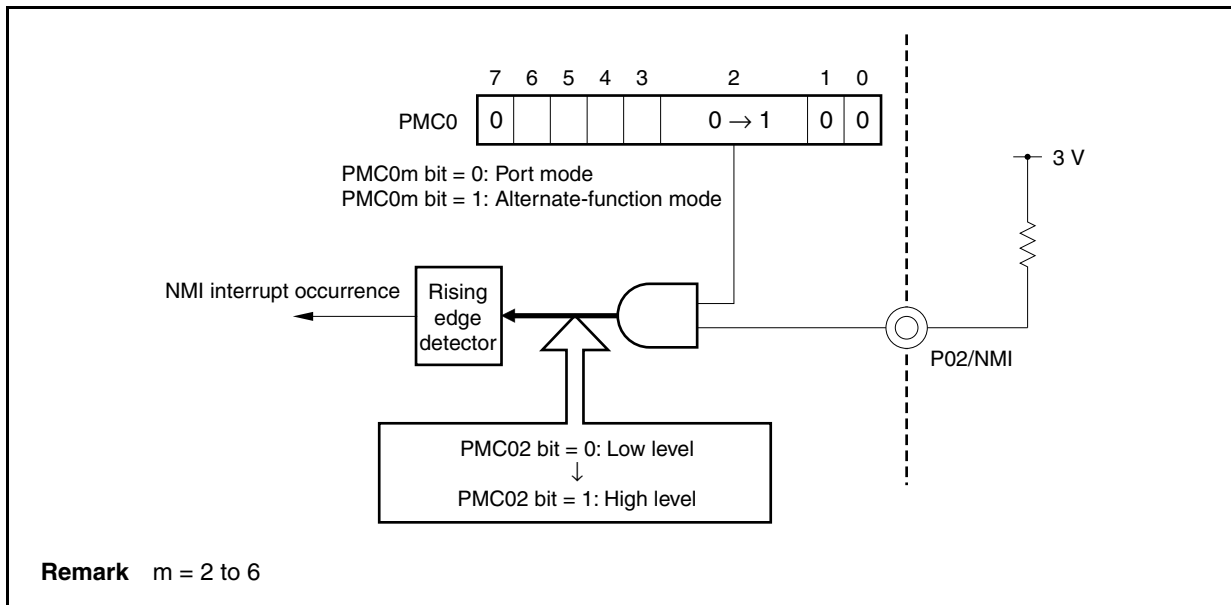 7 6 5 4 3 2 1 0
PMC0 0 0 → 1 0 0
3 V
PMC0m bit = 0: Port mode
PMC0m bit = 1: Alternate-function mode
NMI interrupt occurrence
Rising
edge
detector
P02/NMI
PMC02 bit = 0: Low level
↓
PMC02 bit = 1: High level
Remark m = 2 to 6